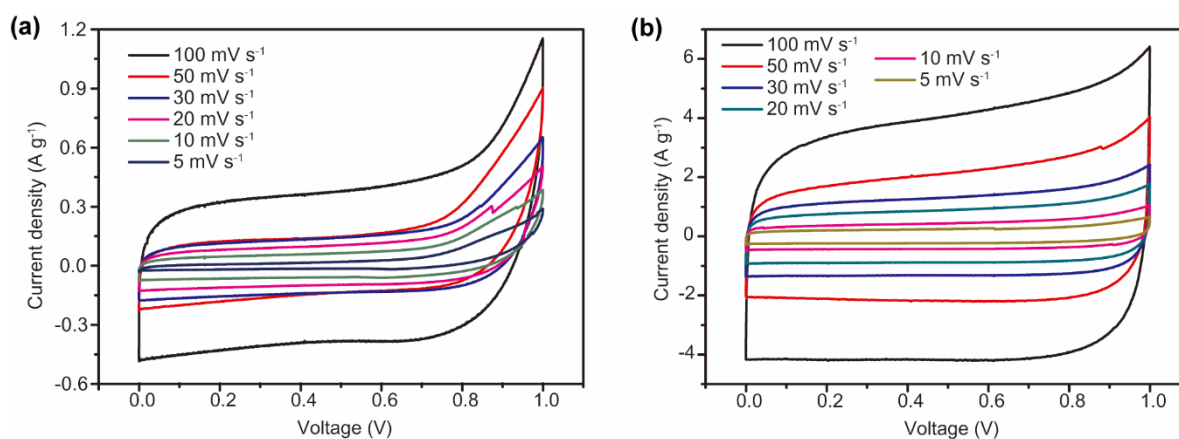 (a)
1.2
0.9
0.6
0.3
0.0
-0.3
-0.6
Current density (A g⁻¹)
100 mV s⁻¹
50 mV s⁻¹
30 mV s⁻¹
20 mV s⁻¹
10 mV s⁻¹
5 mV s⁻¹
0.0 0.2 0.4 0.6 0.8 1.0
Voltage (V)
(b)
6
4
2
0
-2
-4
Current density (A g⁻¹)
100 mV s⁻¹
50 mV s⁻¹
30 mV s⁻¹
20 mV s⁻¹
10 mV s⁻¹
5 mV s⁻¹
0.0 0.2 0.4 0.6 0.8 1.0
Voltage (V)